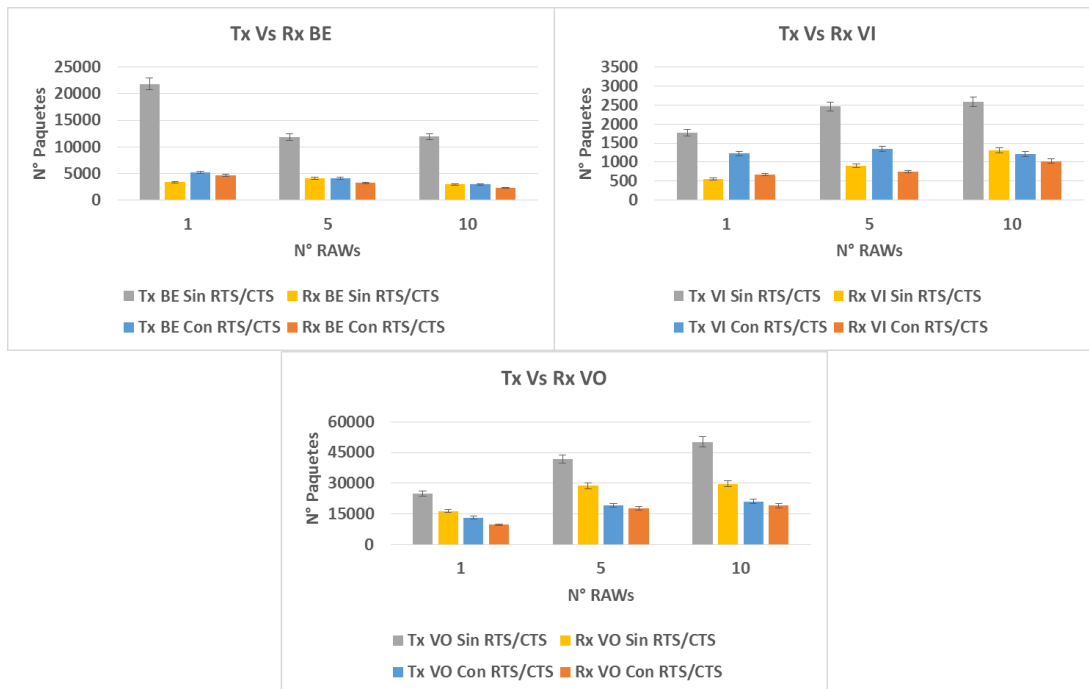 Tx Vs Rx BE
25000
20000
15000
10000
5000
0
N° Paquetes
1 5 10
N° RAWs
Tx BE Sin RTS/CTS Rx BE Sin RTS/CTS
Tx BE Con RTS/CTS Rx BE Con RTS/CTS
Tx Vs Rx VI
3500
3000
2500
2000
1500
1000
500
0
N° Paquetes
1 5 10
N° RAWs
Tx VI Sin RTS/CTS Rx VI Sin RTS/CTS
Tx VI Con RTS/CTS Rx VI Con RTS/CTS
Tx Vs Rx VO
60000
45000
30000
15000
0
N° Paquetes
1 5 10
N° RAWs
Tx VO Sin RTS/CTS Rx VO Sin RTS/CTS
Tx VO Con RTS/CTS Rx VO Con RTS/CTS